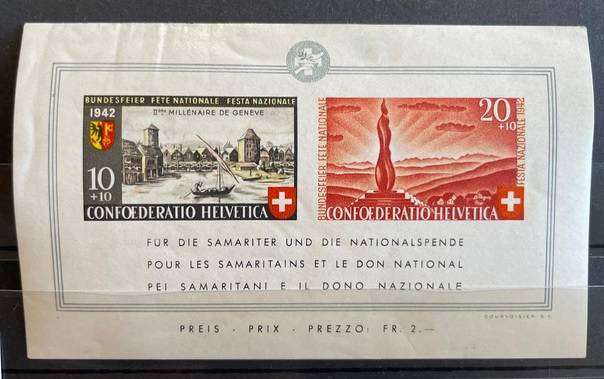 BUNDESFEIER FETE NATIONALE FESTA NAZIONALE
1942
IIème MILLÉNAIRE DE GENÈVE
10
+10
CONFOEDERATIO HELVETICA
20
+10
BUNDESFEIER FÊTE NATIONALE
FESTA NAZIONALE 1942
CONFOEDERATIO HELVETICA
FÜR DIE SAMARITER UND DIE NATIONALSPENDE
POUR LES SAMARITAINS ET LE DON NATIONAL
PEI SAMARITANI E IL DONO NAZIONALE
COURVOISIER S.A.
PREIS - PRIX - PREZZO: FR. 2.—